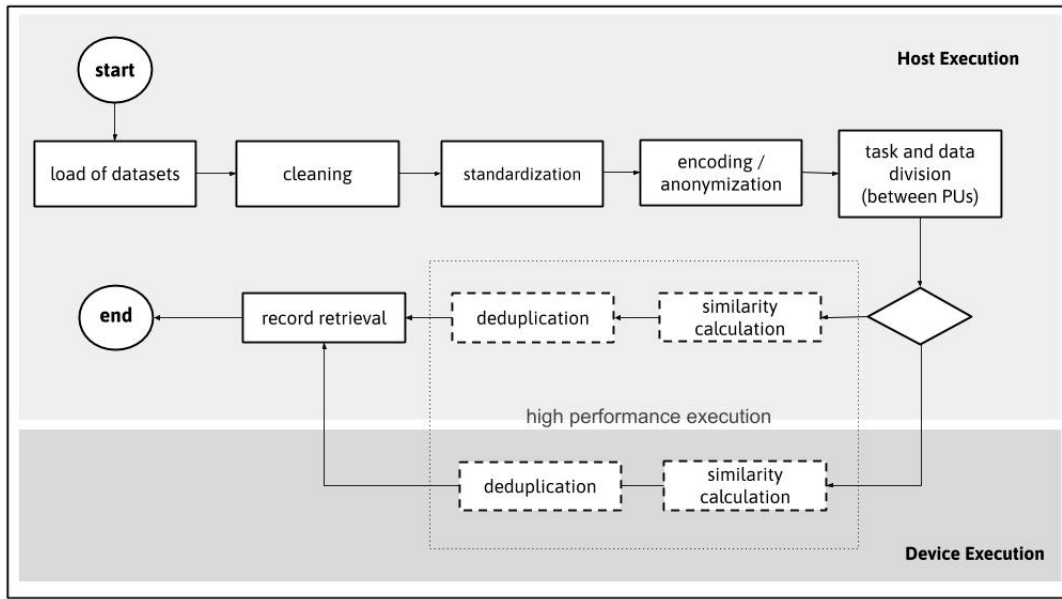 Host Execution
start
load of datasets
cleaning
standardization
encoding /
anonymization
task and data
division
(between PUs)
end
record retrieval
deduplication
similarity
calculation
high performance execution
deduplication
similarity
calculation
Device Execution